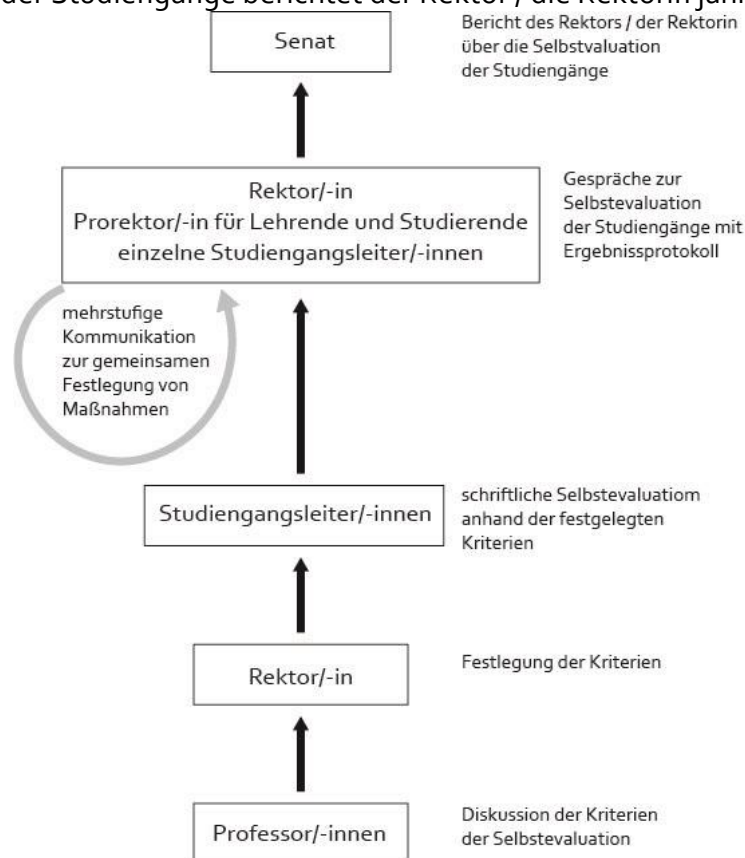 der Studiengänge berichtet der Rektor / die Rektorin
Senat
Bericht des Rektors / der Rektorin
über die Selbstvaluation
der Studiengänge
Rektor/-in
Prorektor/-in für Lehrende und Studierende
einzelne Studiengangsleiter/-innen
Gespräche zur
Selbstevaluation
der Studiengänge mit
Ergebnissprotokoll
mehrstufige
Kommunikation
zur gemeinsamen
Festlegung von
Maßnahmen
Studiengangsleiter/-innen
schriftliche Selbstevaluatiom
anhand der festgelegten
Kriterien
Rektor/-in
Festlegung der Kriterien
Professor/-innen
Diskussion der Kriterien
der Selbstevaluation